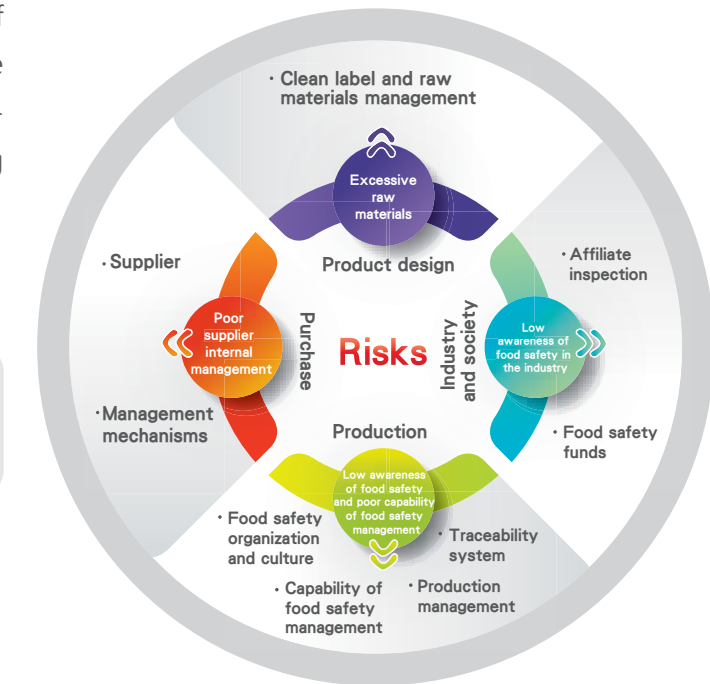 f
e
-
g
· Clean label and raw
materials management
Excessive
raw
materials
Product design
· Supplier
· Management
mechanisms
Poor
supplier
internal
management
Purchase
Risks
Industry
and society
Low
awareness of
food safety in
the industry
· Affiliate
inspection
· Food safety
funds
Production
Low awareness
of food safety
and poor capability
of food safety
management
· Food safety
organization
and culture
· Capability of
food safety
management
· Traceability
system
· Production
management